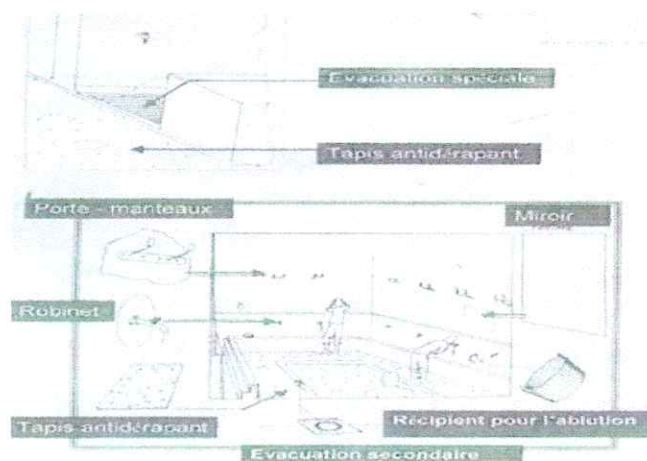 Evacuation spéciale
Tapis antidérapant
Porte - manteaux
Miroir
Robinet
Tapis antidérapant
Récipient pour l'ablution
Evacuation secondaire